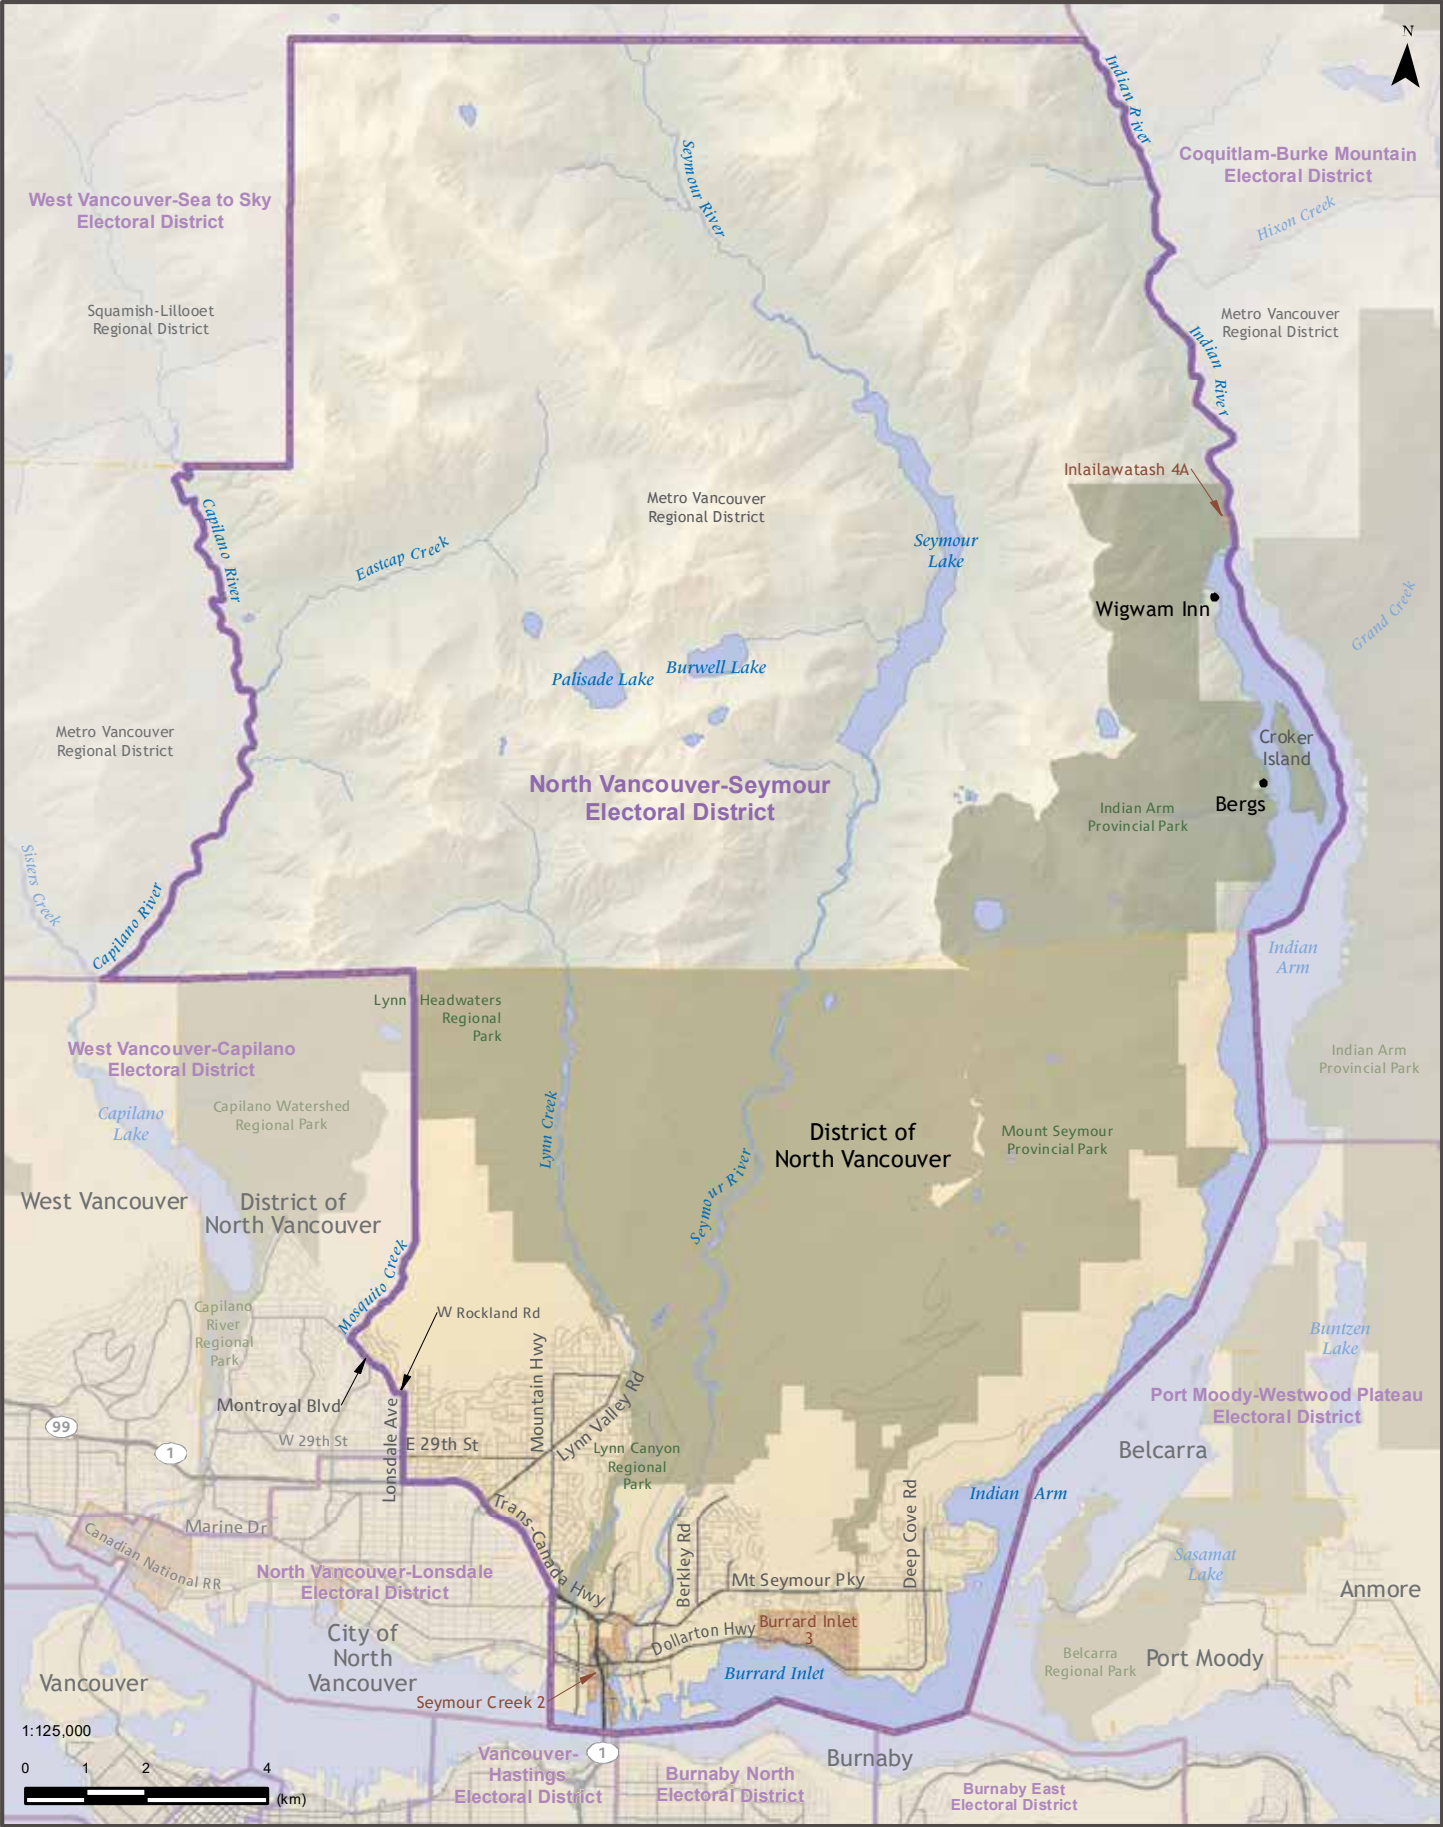 N
Indian River
Coquitlam-Burke Mountain
Electoral District
Seymour River
West Vancouver-Sea to Sky
Electoral District
Hixon Creek
Squamish-Lillooet
Regional District
Metro Vancouver
Regional District
Indian River
Inlailawatash 4A
Metro Vancouver
Regional District
Capilano River
Eastcap Creek
Seymour
Lake
Wigwam Inn
Grand Creek
Palisade Lake
Burwell Lake
Metro Vancouver
Regional District
Croker
Island
North Vancouver-Seymour
Electoral District
Bergs
Indian Arm
Provincial Park
Sisters Creek
Capilano River
Indian
Arm
Lynn Headwaters
Regional
Park
West Vancouver-Capilano
Electoral District
Indian Arm
Provincial Park
Capilano
Lake
Capilano Watershed
Regional Park
Lynn Creek
District of
North Vancouver
Mount Seymour
Provincial Park
Seymour River
West Vancouver
District of
North Vancouver
Mosquito Creek
Capilano
River
Regional
Park
W Rockland Rd
Buntzen
Lake
Mountain Hwy
Lynn Valley Rd
Montroyal Blvd
Port Moody-Westwood Plateau
Electoral District
99
1
W 29th St
Lonsdale Ave
E 29th St
Lynn Canyon
Regional
Park
Belcarra
Indian Arm
Trans-Canada Hwy
Deep Cove Rd
Marine Dr
Canadian National RR
Berkley Rd
Sasamat
Lake
North Vancouver-Lonsdale
Electoral District
Mt Seymour Pky
Anmore
Burrard Inlet
3
Dollarton Hwy
City of
North
Vancouver
Belcarra
Regional Park
Port Moody
Vancouver
Burrard Inlet
Seymour Creek 2
1:125,000
0 1 2 4
(km)
Vancouver-
Hastings
Electoral District
1
Burnaby North
Electoral District
Burnaby
Burnaby East
Electoral District